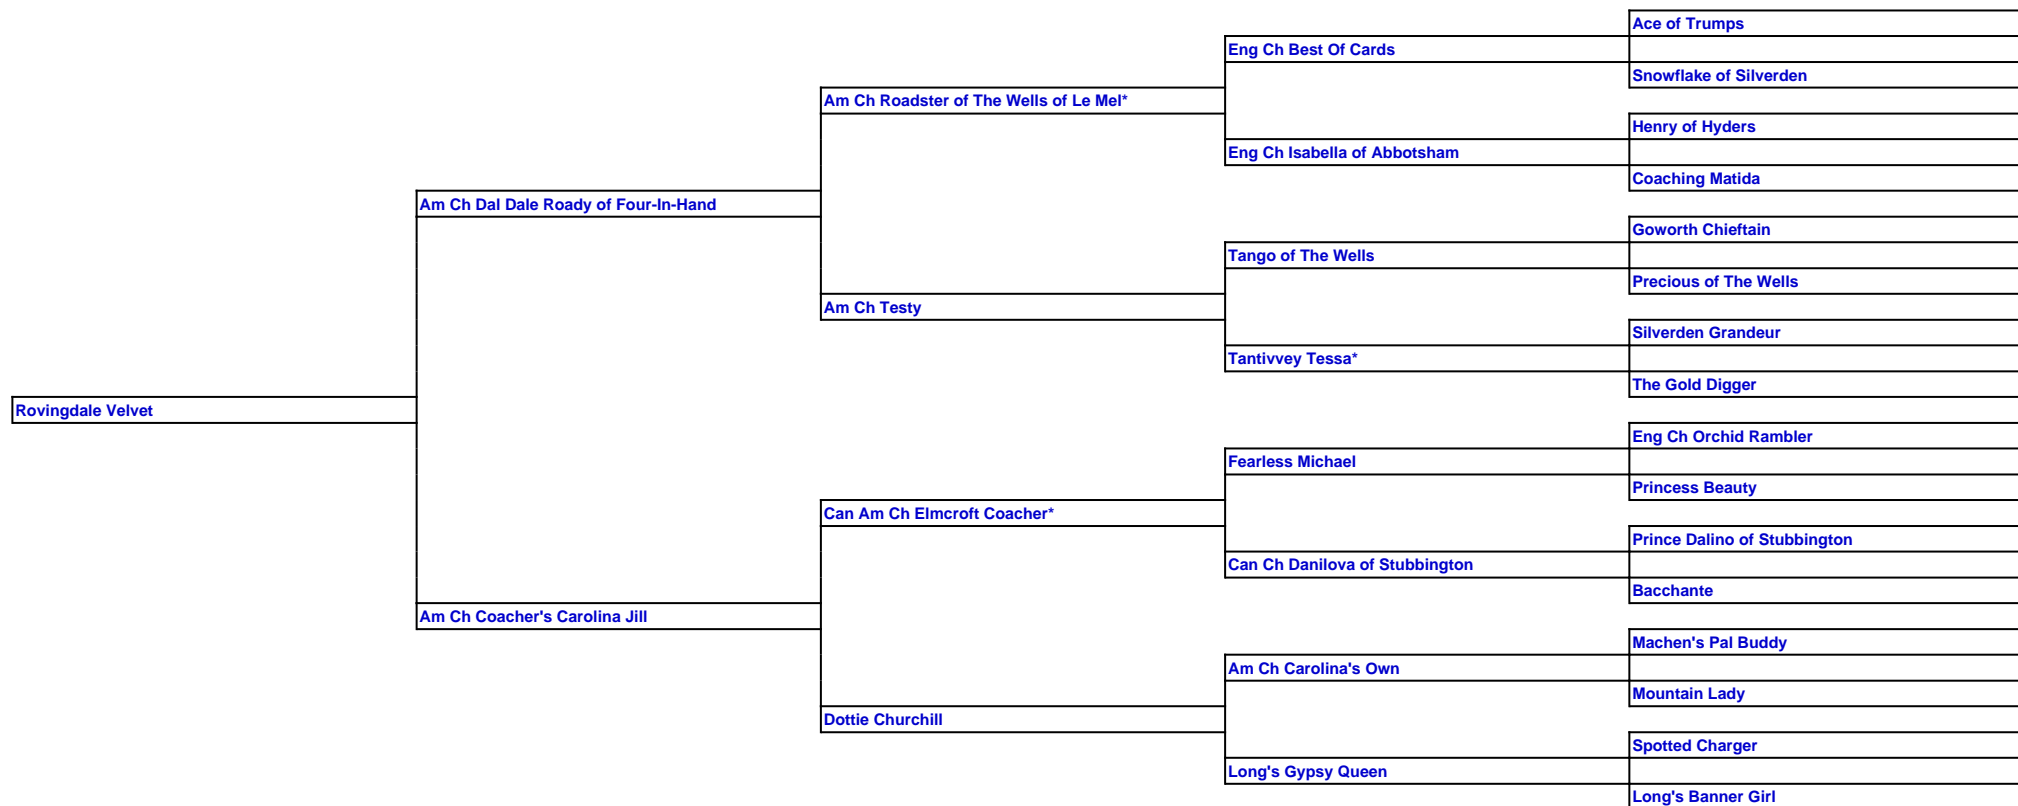 Ace of Trumps
Eng Ch Best Of Cards
Snowflake of Silverden
Am Ch Roadster of The Wells of Le Mel*
Henry of Hyders
Eng Ch Isabella of Abbotsham
Coaching Matida
Am Ch Dal Dale Roady of Four-In-Hand
Goworth Chieftain
Tango of The Wells
Precious of The Wells
Am Ch Testy
Silverden Grandeur
Tantivvey Tessa*
The Gold Digger
Rovingdale Velvet
Eng Ch Orchid Rambler
Fearless Michael
Princess Beauty
Can Am Ch Elmcroft Coacher*
Prince Dalino of Stubbington
Can Ch Danilova of Stubbington
Bacchante
Am Ch Coacher's Carolina Jill
Machen's Pal Buddy
Am Ch Carolina's Own
Mountain Lady
Dottie Churchill
Spotted Charger
Long's Gypsy Queen
Long's Banner Girl